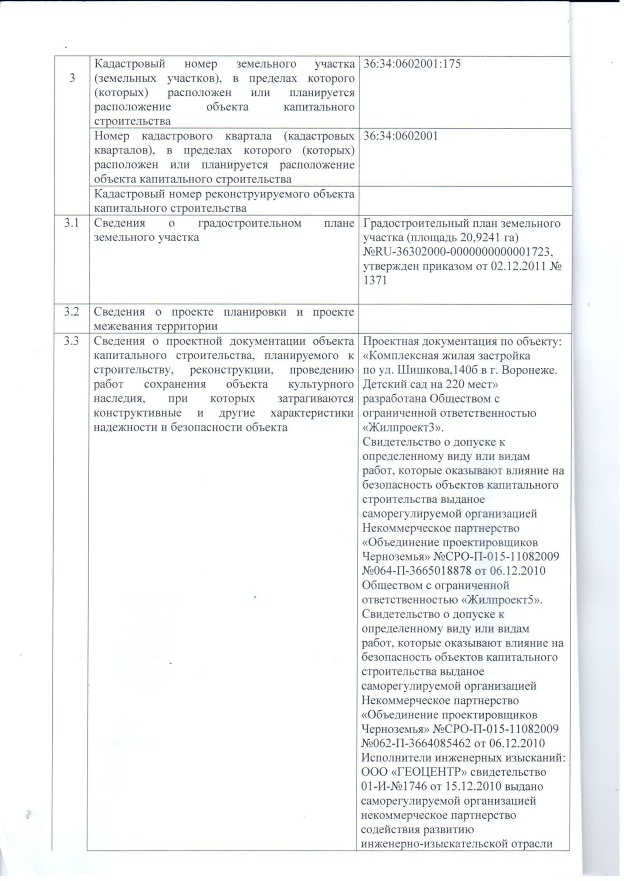 3
Кадастровый номер земельного участка
(земельных участков), в пределах которого
(которых) расположен или планируется
расположение объекта капитального
строительства
36:34:0602001:175
Номер кадастрового квартала (кадастровых
кварталов), в пределах которого (которых)
расположен или планируется расположение
объекта капитального строительства
36:34:0602001
Кадастровый номер реконструируемого объекта
капитального строительства
3.1
Сведения о градостроительном плане
земельного участка
Градостроительный план земельного
участка (площадь 20,9241 га)
№RU-36302000-0000000000001723,
утвержден приказом от 02.12.2011 №
1371
3.2
Сведения о проекте планировки и проекте
межевания территории
3.3
Сведения о проектной документации объекта
капитального строительства, планируемого к
строительству, реконструкции, проведению
работ сохранения объекта культурного
наследия, при которых затрагиваются
конструктивные и другие характеристики
надежности и безопасности объекта
Проектная документация по объекту:
«Комплексная жилая застройка
по ул. Шишкова,140б в г. Воронеже.
Детский сад на 220 мест»
разработана Обществом с
ограниченной ответственностью
«Жилпроект3».
Свидетельство о допуске к
определенному виду или видам
работ, которые оказывают влияние на
безопасность объектов капитального
строительства выданое
саморегулируемой организацией
Некоммерческое партнерство
«Объединение проектировщиков
Черноземья» №СРО-П-015-11082009
№064-П-3665018878 от 06.12.2010
Обществом с ограниченной
ответственностью «Жилпроект5».
Свидетельство о допуске к
определенному виду или видам
работ, которые оказывают влияние на
безопасность объектов капитального
строительства выданое
саморегулируемой организацией
Некоммерческое партнерство
«Объединение проектировщиков
Черноземья» №СРО-П-015-11082009
№062-П-3664085462 от 06.12.2010
Исполнители инженерных изысканий:
ООО «ГЕОЦЕНТР» свидетельство
01-И-№1746 от 15.12.2010 выдано
саморегулируемой организацией
некоммерческое партнерство
содействия развитию
инженерно-изыскательской отрасли